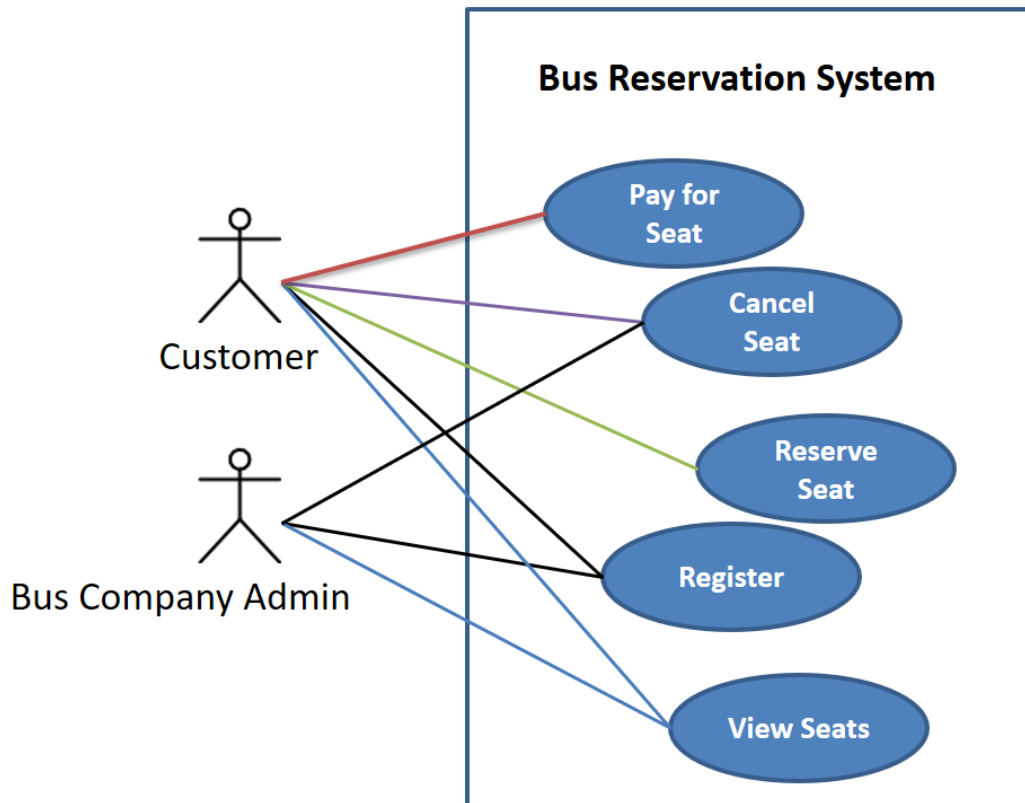 Bus Reservation System
Pay for
Seat
Cancel
Seat
Customer
Reserve
Seat
Register
Bus Company Admin
View Seats